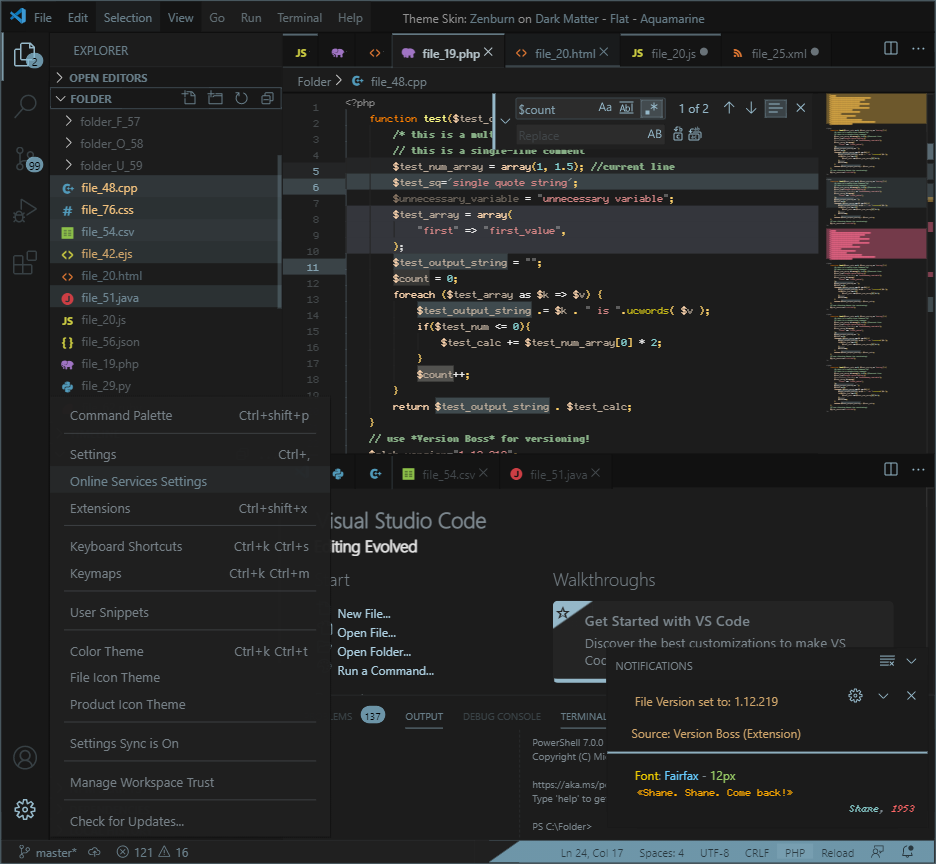 File Edit Selection View Go Run Terminal Help Theme Skin: Zenburn on Dark Matter - Flat - Aquamarine
2
99
EXPLORER
OPEN EDITORS
FOLDER
folder_F_57
folder_O_58
folder_U_59
file_48.cpp
file_76.css
file_54.csv
file_42.ejs
file_20.html
file_51.java
JS file_20.js
{} file_56.json
file_19.php
file_29.py
JS file_19.php file_20.html JS file_20.js file_25.xml
Folder file_48.cpp
$count Aa Abl .* 1 of 2
Replace AB
1 <?php
2 function test($test_c
3 /* this is a mult
4 // this is a single-line comment
5 $test_num_array = array(1, 1.5); //current line
6 $test_sq='single quote string';
7 $unnecessary_variable = "unnecessary variable";
8 $test_array = array(
9 "first" => "first_value",
10 );
11 $test_output_string = "";
12 $count = 0;
13 foreach ($test_array as $k => $v) {
14 $test_output_string .= $k . " is ".ucwords( $v );
15 if($test_num <= 0){
16 $test_calc += $test_num_array[0] * 2;
17 }
18 $count++;
19 }
return $test_output_string . $test_calc;
}
// use *Version Boss* for versioning!
Command Palette Ctrl+shift+p
Settings Ctrl+,
Online Services Settings
Extensions Ctrl+shift+x
Keyboard Shortcuts Ctrl+k Ctrl+s
Keymaps Ctrl+k Ctrl+m
User Snippets
Color Theme Ctrl+k Ctrl+t
File Icon Theme
Product Icon Theme
Settings Sync is On
Manage Workspace Trust
Check for Updates...
file_54.csv file_51.java
isual Studio Code
iting Evolved
art
New File...
Open File...
Open Folder...
Run a Command...
Walkthroughs
Get Started with VS Code
Discover the best customizations to make VS
Coc
LEMS 137 OUTPUT DEBUG CONSOLE TERMINAL
PowerShell 7.0.0
Copyright (C) Mi
https://aka.ms/p
Type 'help' to ge
PS C:\Folder>
NOTIFICATIONS
File Version set to: 1.12.219
Source: Version Boss (Extension)
Font: Fairfax - 12px
«Shane. Shane. Come back!»
Shane, 1953
master* 121 16 Ln 24, Col 17 Spaces: 4 UTF-8 CRLF PHP Reload